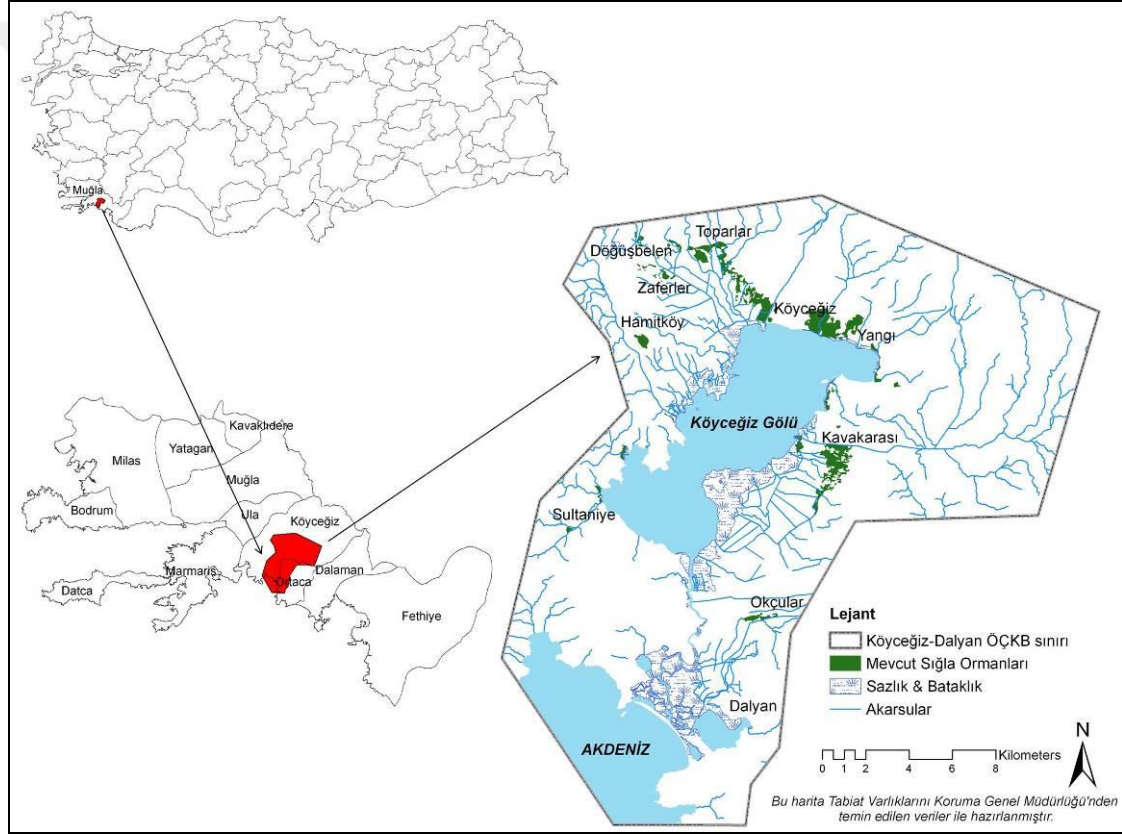 Muğla
Kavaklıdere
Yatagan
Milas
Muğla
Bodrum
Ula
Köyceğiz
Marmaris
Dalaman
Ortaca
Datca
Fethiye
Toparlar
Döğüşbelen
Zaferler
Köyceğiz
Hamitköy
Yangı
Köyceğiz Gölü
Kavakarası
Sultaniye
Okçular
Dalyan
AKDENİZ
Lejant
Köyceğiz-Dalyan ÖÇKB sınırı
Mevcut Sığla Ormanları
Sazlık & Bataklık
Akarsular
N
Kilometers
0 1 2 4 6 8
Bu harita Tabiat Varlıklarını Koruma Genel Müdürlüğü'nden
temin edilen veriler ile hazırlanmıştır.